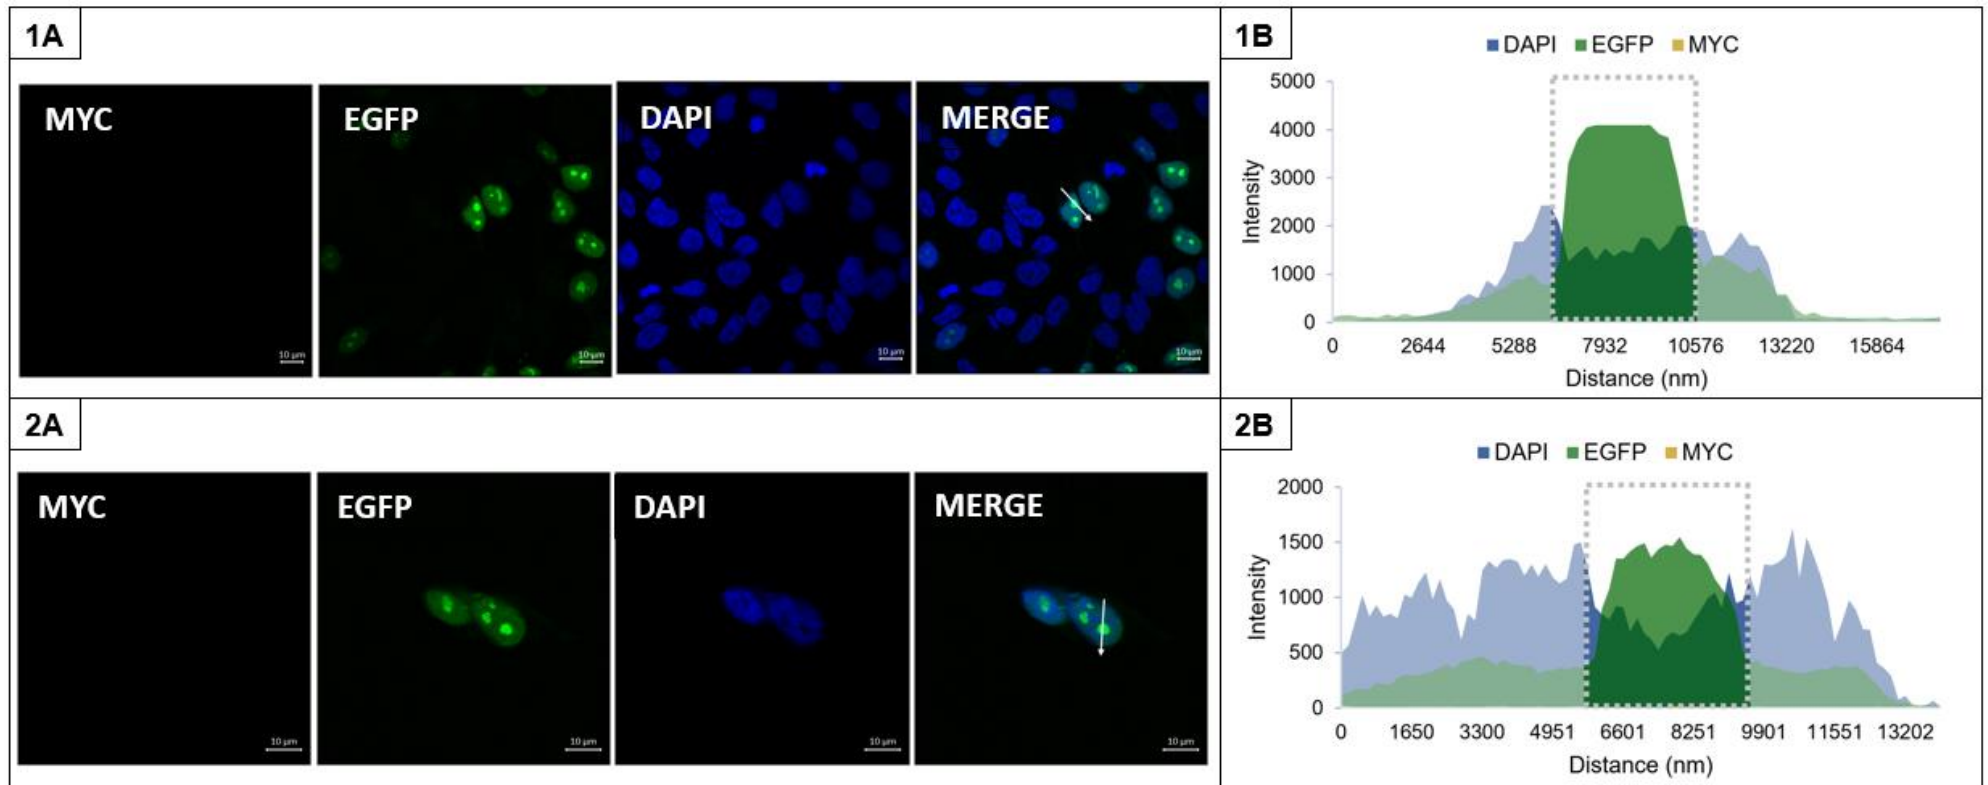 1A
MYC
EGFP
DAPI
MERGE
10 µm
10 µm
10 µm
10 µm
1B
DAPI EGFP MYC
5000
4000
3000
2000
1000
0
Intensity
0 2644 5288 7932 10576 13220 15864
Distance (nm)
2A
MYC
EGFP
DAPI
MERGE
10 µm
10 µm
10 µm
10 µm
2B
DAPI EGFP MYC
2000
1500
1000
500
0
Intensity
0 1650 3300 4951 6601 8251 9901 11551 13202
Distance (nm)